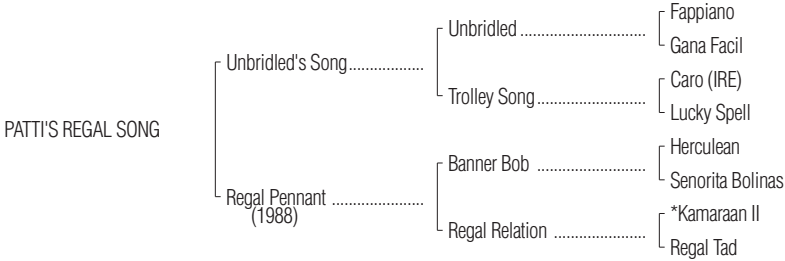 Fappiano
Unbridled ..............................
Gana Facil
Unbridled's Song..................
Caro (IRE)
Trolley Song..........................
Lucky Spell
PATTI'S REGAL SONG
Herculean
Banner Bob ..........................
Senorita Bolinas
Regal Pennant ......................
(1988)
*Kamaraan II
Regal Relation ......................
Regal Tad